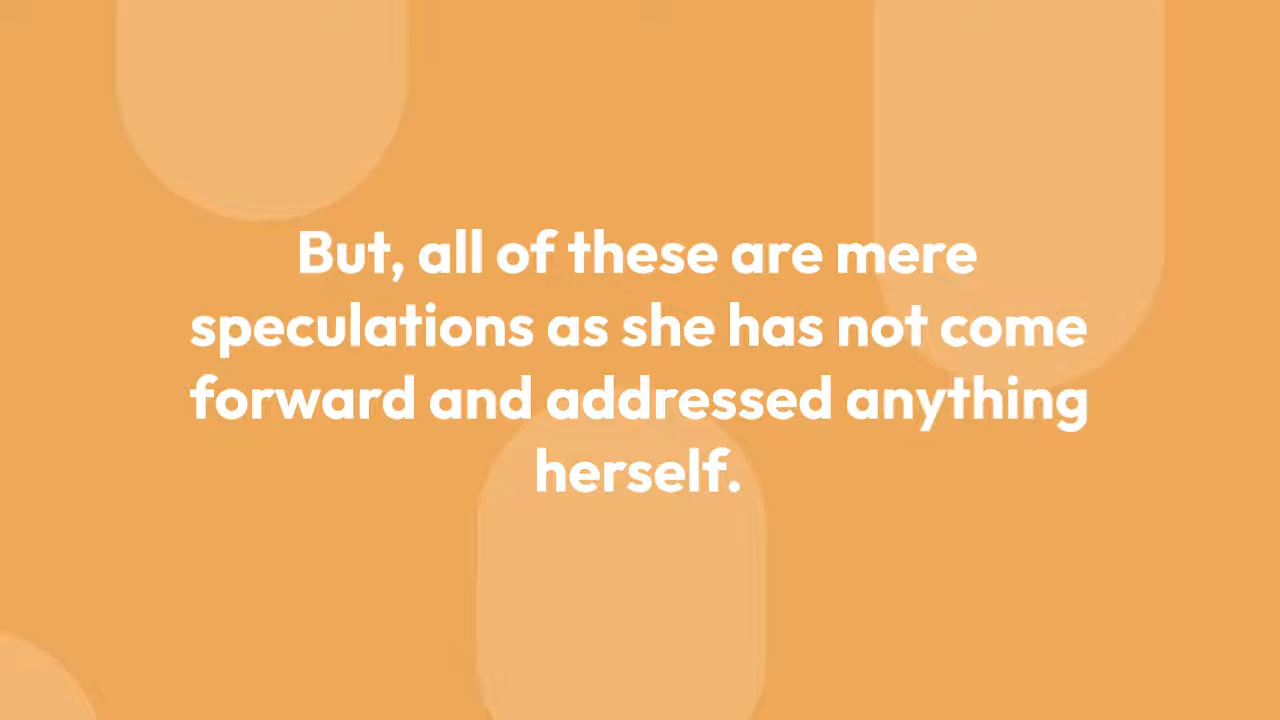 But, all of these are mere
speculations as she has not come
forward and addressed anything
herself.